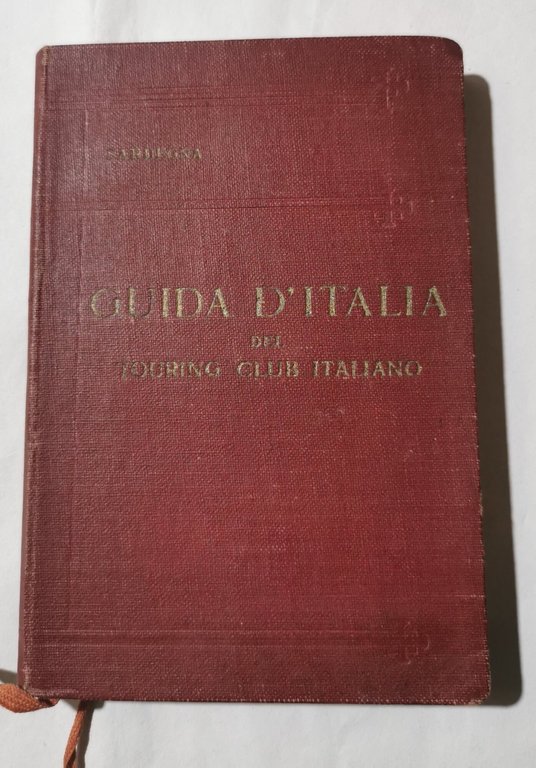 SARDEGNA
GUIDA D'ITALIA
DEL
TOURING CLUB ITALIANO